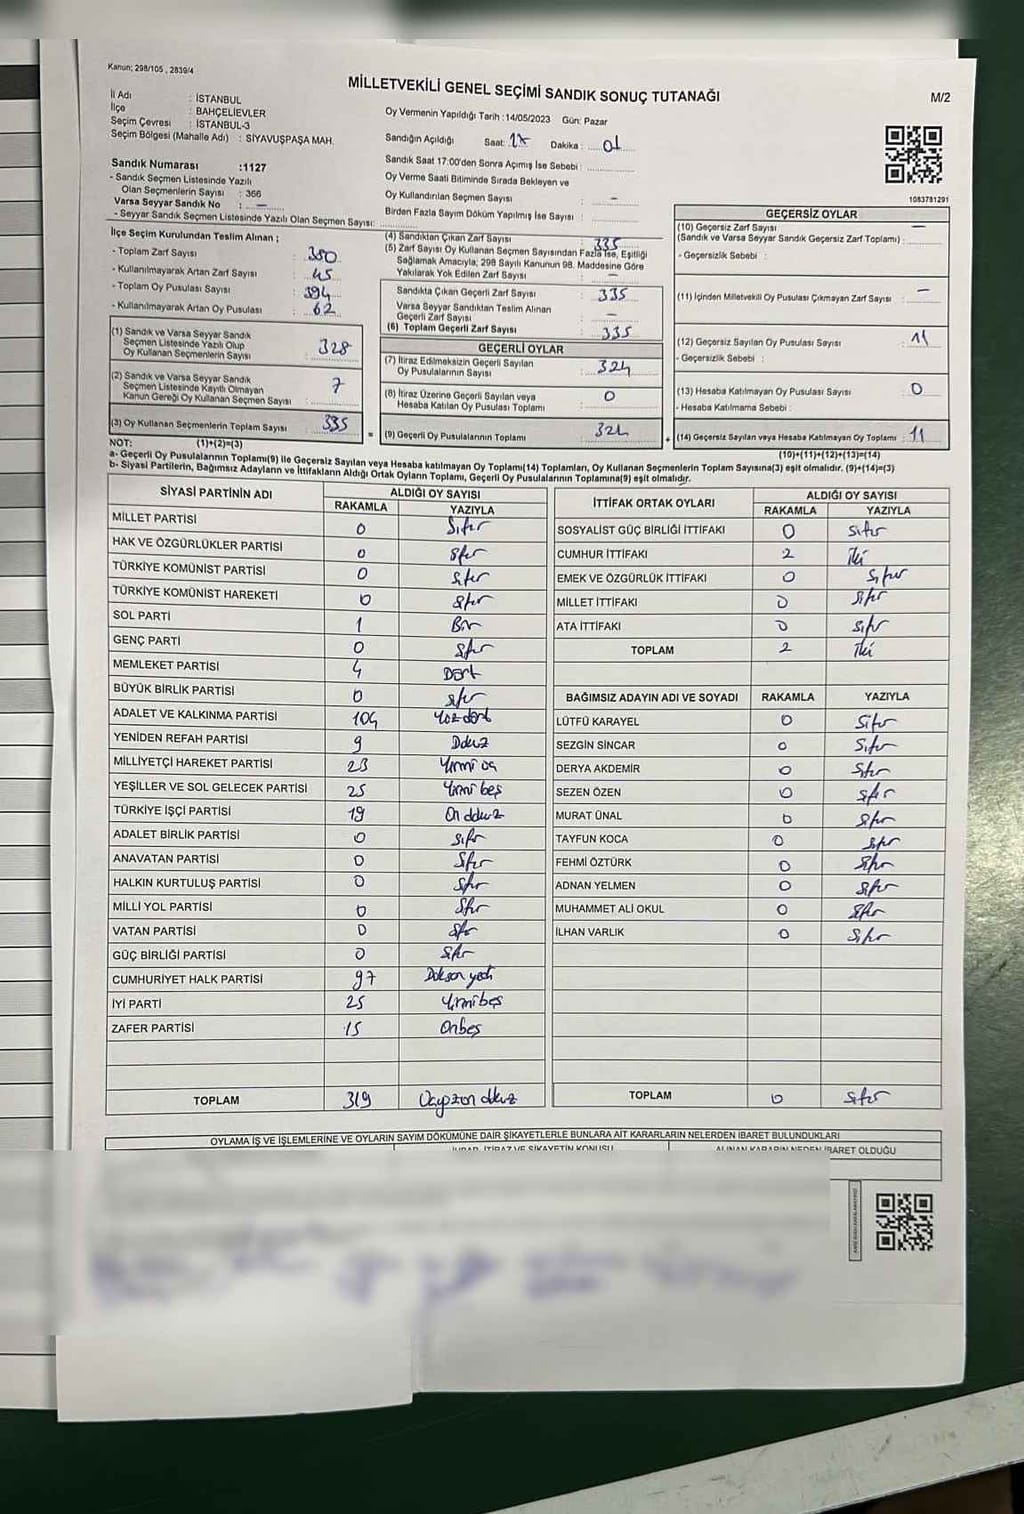 Kanun; 298/105 , 2839/4
MİLLETVEKİLİ GENEL SEÇİMİ SANDIK SONUÇ TUTANAĞI
M/2
İl Adı : İSTANBUL
İlçe : BAHÇELİEVLER
Seçim Çevresi : İSTANBUL-3
Seçim Bölgesi (Mahalle Adı) : SİYAVUŞPAŞA MAH.
Sandık Numarası :1127
- Sandık Seçmen Listesinde Yazılı
Olan Seçmenlerin Sayısı : 366
Varsa Seyyar Sandık No : –
- Seyyar Sandık Seçmen Listesinde Yazılı Olan Seçmen Sayısı:
Oy Vermenin Yapıldığı Tarih :14/05/2023 Gün: Pazar
Sandığın Açıldığı Saat: 17 Dakika : 01
Sandık Saat 17:00'den Sonra Açımış İse Sebebi :
Oy Verme Saati Bitiminde Sırada Bekleyen ve
Oy Kullandırılan Seçmen Sayısı : –
Birden Fazla Sayım Döküm Yapılmış İse Sayısı :
1083781291
İlçe Seçim Kurulundan Teslim Alınan ;
- Toplam Zarf Sayısı : 380
- Kullanılmayarak Artan Zarf Sayısı : 45
- Toplam Oy Pusulası Sayısı : 394
- Kullanılmayarak Artan Oy Pusulası : 62
(1) Sandık ve Varsa Seyyar Sandık
Seçmen Listesinde Yazılı Olup
Oy Kullanan Seçmenlerin Sayısı 328
(2) Sandık ve Varsa Seyyar Sandık
Seçmen Listesinde Kayıtlı Olmayan
Kanun Gereği Oy Kullanan Seçmen Sayısı 7
(3) Oy Kullanan Seçmenlerin Toplam Sayısı 335
(4) Sandıktan Çıkan Zarf Sayısı : 335
(5) Zarf Sayısı Oy Kullanan Seçmen Sayısından Fazla İse, Eşitliği
Sağlamak Amacıyla; 298 Sayılı Kanunun 98. Maddesine Göre
Yakılarak Yok Edilen Zarf Sayısı : –
Sandıkta Çıkan Geçerli Zarf Sayısı : 335
Varsa Seyyar Sandıktan Teslim Alınan
Geçerli Zarf Sayısı : –
(6) Toplam Geçerli Zarf Sayısı : 335
GEÇERLİ OYLAR
(7) İtiraz Edilmeksizin Geçerli Sayılan
Oy Pusulalarının Sayısı : 324
(8) İtiraz Üzerine Geçerli Sayılan veya
Hesaba Katılan Oy Pusulası Toplamı : 0
= (9) Geçerli Oy Pusulalarının Toplamı 324
GEÇERSİZ OYLAR
(10) Geçersiz Zarf Sayısı –
(Sandık ve Varsa Seyyar Sandık Geçersiz Zarf Toplamı) :
- Geçersizlik Sebebi :
(11) İçinden Milletvekili Oy Pusulası Çıkmayan Zarf Sayısı : –
(12) Geçersiz Sayılan Oy Pusulası Sayısı : 11
- Geçersizlik Sebebi :
(13) Hesaba Katılmayan Oy Pusulası Sayısı : 0
- Hesaba Katılmama Sebebi :
+ (14) Geçersiz Sayılan veya Hesaba Katılmayan Oy Toplamı : 11
NOT: (1)+(2)=(3) (10)+(11)+(12)+(13)=(14)
a- Geçerli Oy Pusulalarının Toplamı(9) ile Geçersiz Sayılan veya Hesaba katılmayan Oy Toplamı(14) Toplamları, Oy Kullanan Seçmenlerin Toplam Sayısına(3) eşit olmalıdır. (9)+(14)=(3)
b- Siyasi Partilerin, Bağımsız Adayların ve İttifakların Aldığı Ortak Oyların Toplamı, Geçerli Oy Pusulalarının Toplamına(9) eşit olmalıdır.
SİYASİ PARTİNİN ADI ALDIĞI OY SAYISI
RAKAMLA YAZIYLA
MİLLET PARTİSİ 0 Sıfır
HAK VE ÖZGÜRLÜKLER PARTİSİ 0 Sıfır
TÜRKİYE KOMÜNİST PARTİSİ 0 Sıfır
TÜRKİYE KOMÜNİST HAREKETİ 0 Sıfır
SOL PARTİ 1 Bir
GENÇ PARTİ 0 Sıfır
MEMLEKET PARTİSİ 4 Dört
BÜYÜK BİRLİK PARTİSİ 0 Sıfır
ADALET VE KALKINMA PARTİSİ 104 Yüz dört
YENİDEN REFAH PARTİSİ 9 Dokuz
MİLLİYETÇİ HAREKET PARTİSİ 23 Yirmi üç
YEŞİLLER VE SOL GELECEK PARTİSİ 25 Yirmi beş
TÜRKİYE İŞÇİ PARTİSİ 19 On dokuz
ADALET BİRLİK PARTİSİ 0 Sıfır
ANAVATAN PARTİSİ 0 Sıfır
HALKIN KURTULUŞ PARTİSİ 0 Sıfır
MİLLİ YOL PARTİSİ 0 Sıfır
VATAN PARTİSİ 0 Sıfır
GÜÇ BİRLİĞİ PARTİSİ 0 Sıfır
CUMHURİYET HALK PARTİSİ 97 Doksan yedi
İYİ PARTİ 25 Yirmibeş
ZAFER PARTİSİ 15 Onbeş
TOPLAM 319 Üçyüzon dokuz
İTTİFAK ORTAK OYLARI ALDIĞI OY SAYISI
RAKAMLA YAZIYLA
SOSYALİST GÜÇ BİRLİĞİ İTTİFAKI 0 Sıfır
CUMHUR İTTİFAKI 2 İki
EMEK VE ÖZGÜRLÜK İTTİFAKI 0 Sıfır
MİLLET İTTİFAKI 0 Sıfır
ATA İTTİFAKI 0 Sıfır
TOPLAM 2 İki
BAĞIMSIZ ADAYIN ADI VE SOYADI RAKAMLA YAZIYLA
LÜTFÜ KARAYEL 0 Sıfır
SEZGİN SİNCAR 0 Sıfır
DERYA AKDEMİR 0 Sıfır
SEZEN ÖZEN 0 Sıfır
MURAT ÜNAL 0 Sıfır
TAYFUN KOCA 0 Sıfır
FEHMİ ÖZTÜRK 0 Sıfır
ADNAN YELMEN 0 Sıfır
MUHAMMET ALİ OKUL 0 Sıfır
İLHAN VARLIK 0 Sıfır
TOPLAM 0 Sıfır
OYLAMA İŞ VE İŞLEMLERİNE VE OYLARIN SAYIM DÖKÜMÜNE DAİR ŞİKAYETLERLE BUNLARA AİT KARARLARIN NELERDEN İBARET BULUNDUKLARI
İTİRAZ VE ŞİKAYETİN KONUSU ALINAN KARARIN NEDEN İBARET OLDUĞU